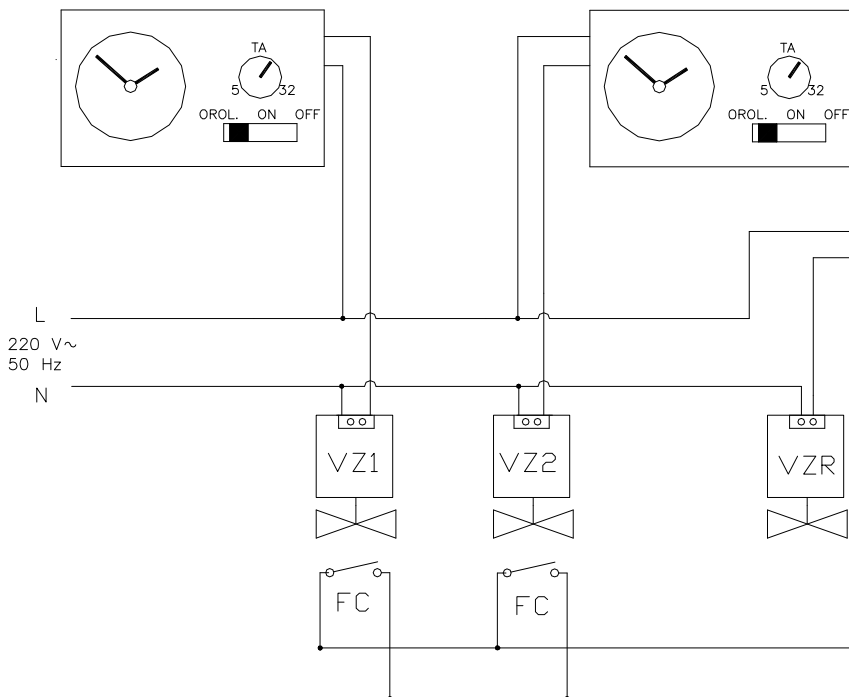 TA
5 32
OROL. ON OFF
TA
5 32
OROL. ON OFF
L
220 V~
50 Hz
N
VZ1
VZ2
VZR
FC
FC